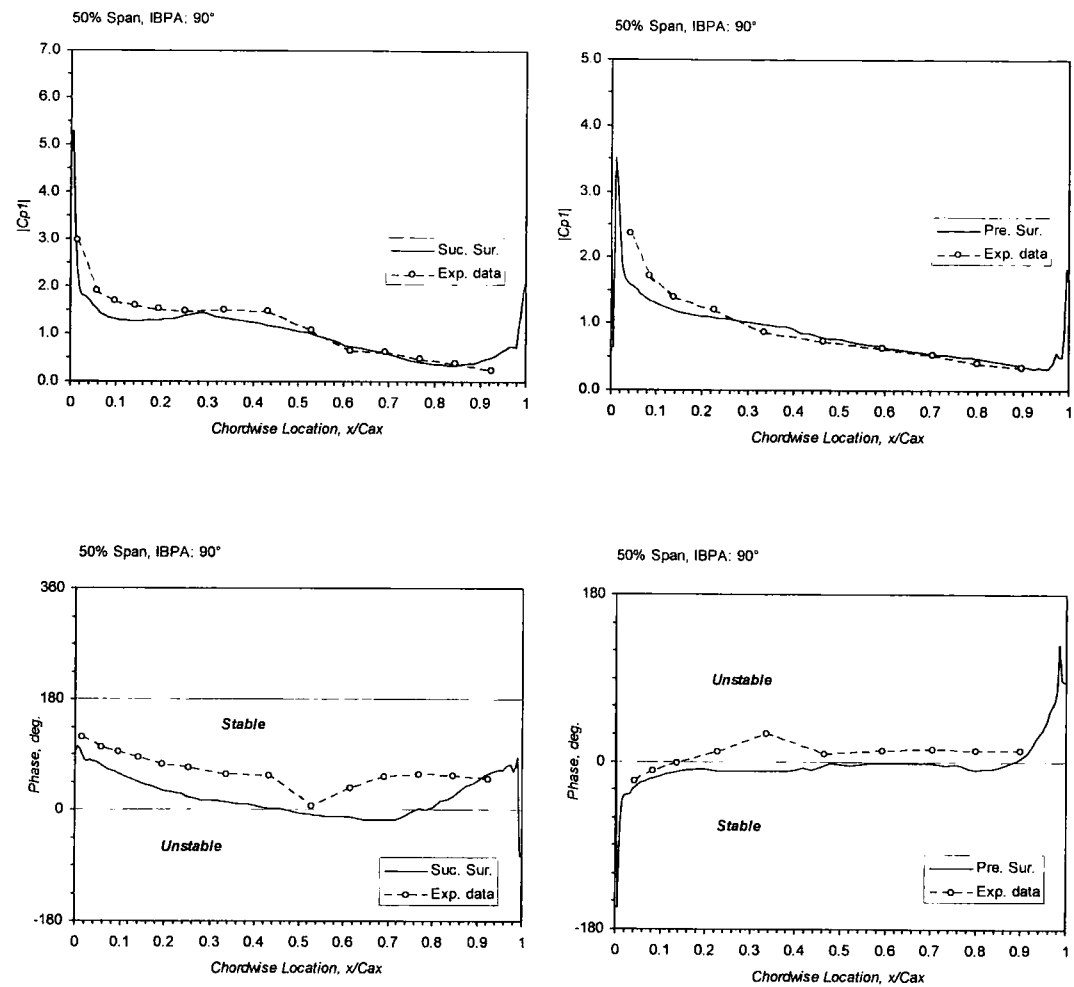 50% Span, IBPA: 90°
7.0
6.0
5.0
4.0
3.0
2.0
1.0
0.0
|Cp1|
Suc. Sur.
Exp. data
0 0.1 0.2 0.3 0.4 0.5 0.6 0.7 0.8 0.9 1
Chordwise Location, x/Cax
50% Span, IBPA: 90°
5.0
4.0
3.0
2.0
1.0
0.0
|Cp1|
Pre. Sur.
Exp. data
0 0.1 0.2 0.3 0.4 0.5 0.6 0.7 0.8 0.9 1
Chordwise Location, x/Cax
50% Span, IBPA: 90°
360
180
0
-180
Phase, deg.
Stable
Unstable
Suc. Sur.
Exp. data
0 0.1 0.2 0.3 0.4 0.5 0.6 0.7 0.8 0.9 1
Chordwise Location, x/Cax
50% Span, IBPA: 90°
180
0
-180
Phase, deg.
Unstable
Stable
Pre. Sur.
Exp. data
0 0.1 0.2 0.3 0.4 0.5 0.6 0.7 0.8 0.9 1
Chordwise Location, x/Cax